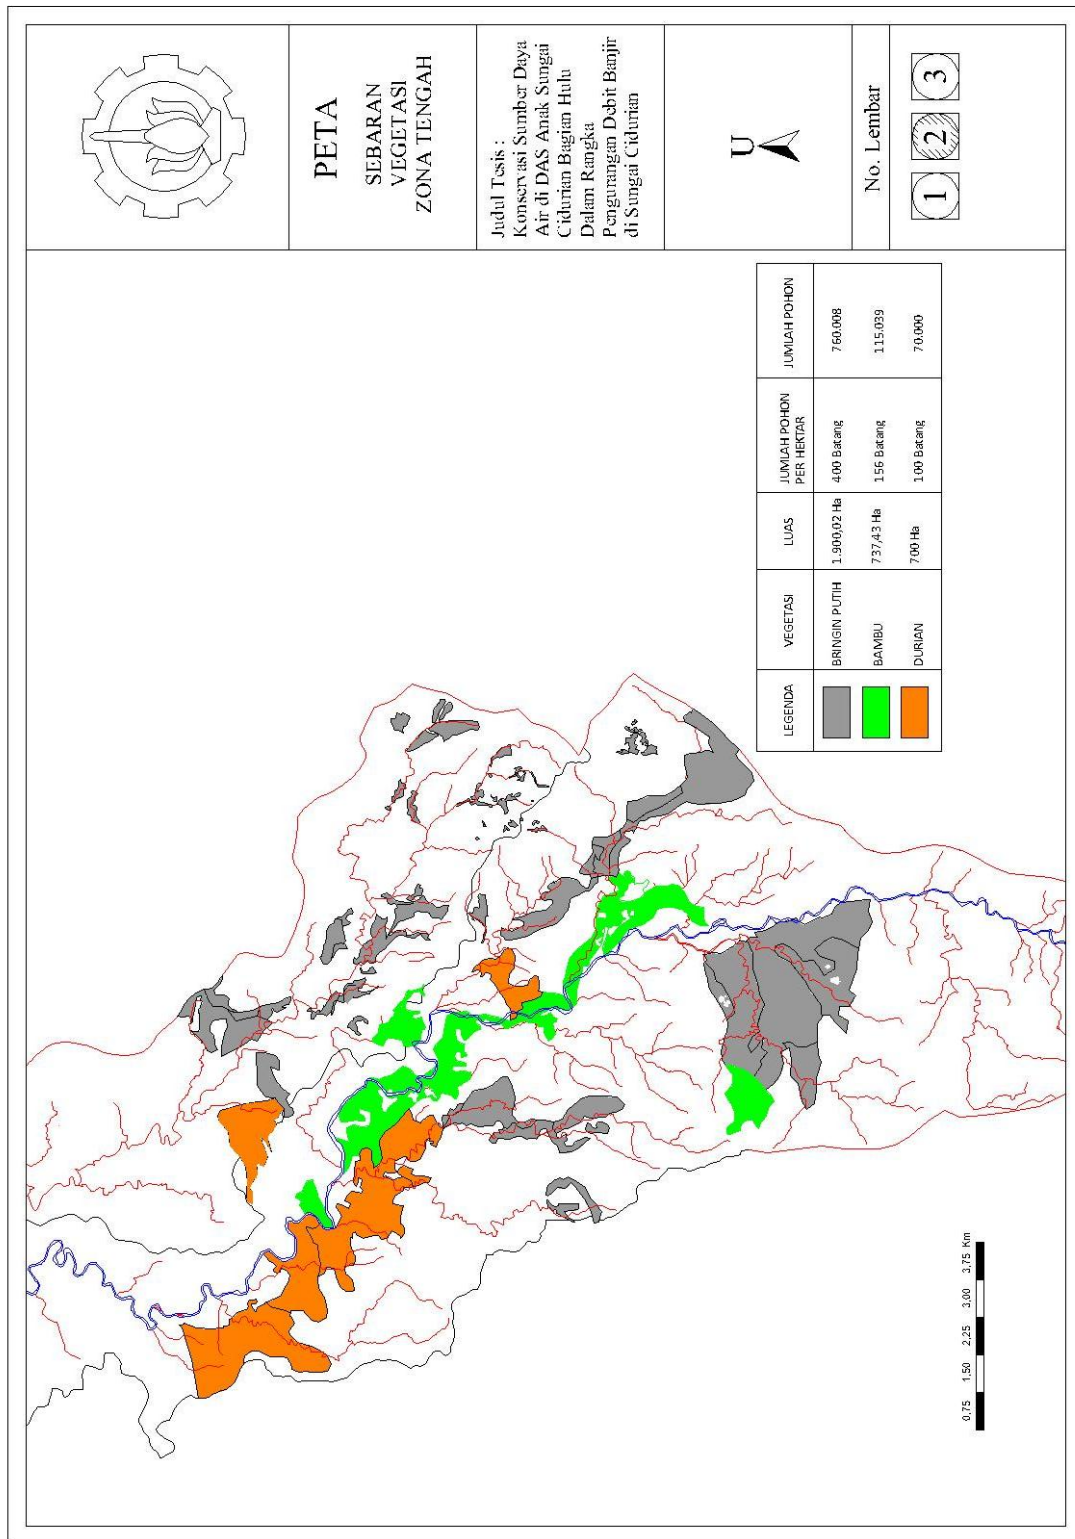 PETA
SEBARAN
VEGETASI
ZONA TENGAH
Judul Tesis :
Konservasi Sumber Daya
Air di DAS Anak Sungai
Cidurian Bagian Hulu
Dalam Rangka
Pengurangan Debit Banjir
di Sungai Cidurian
U
No. Lembar
1 2 3
LEGENDA VEGETASI LUAS JUMLAH POHON PER HEKTAR JUMLAH POHON
BRINGIN PUTIH 1.900,02 Ha 400 Batang 760.008
BAMBU 737,43 Ha 156 Batang 115.039
DURIAN 700 Ha 100 Batang 70.000
0,75 1,50 2,25 3,00 3,75 Km